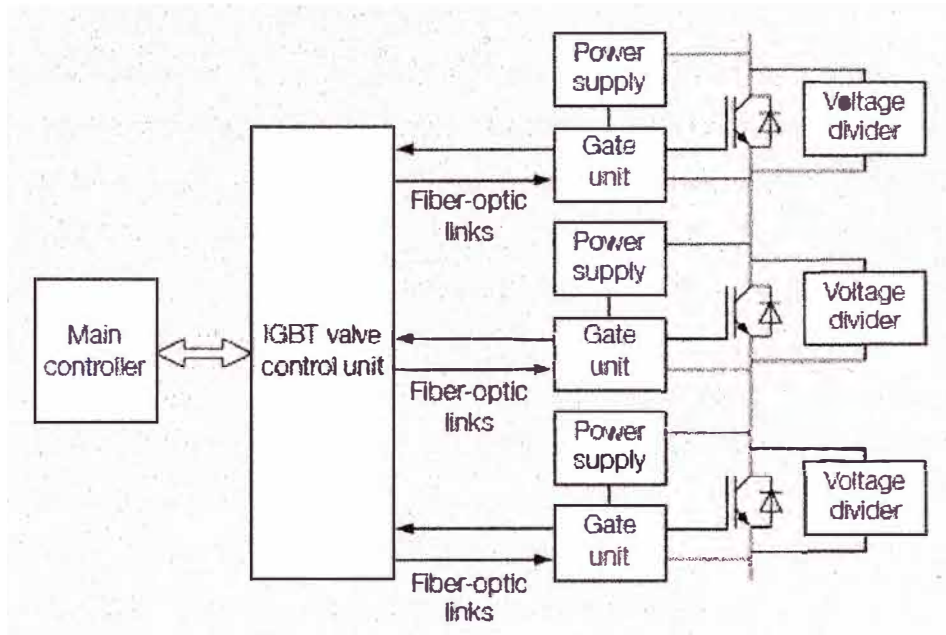 Power
supply
Voltage
divider
Gate
unit
Fiber-optic
links
Power
supply
Voltage
divider
Main
controller
IGBT valve
control unit
Gate
unit
Fiber-optic
links
Power
supply
Voltage
divider
Gate
unit
Fiber-optic
links